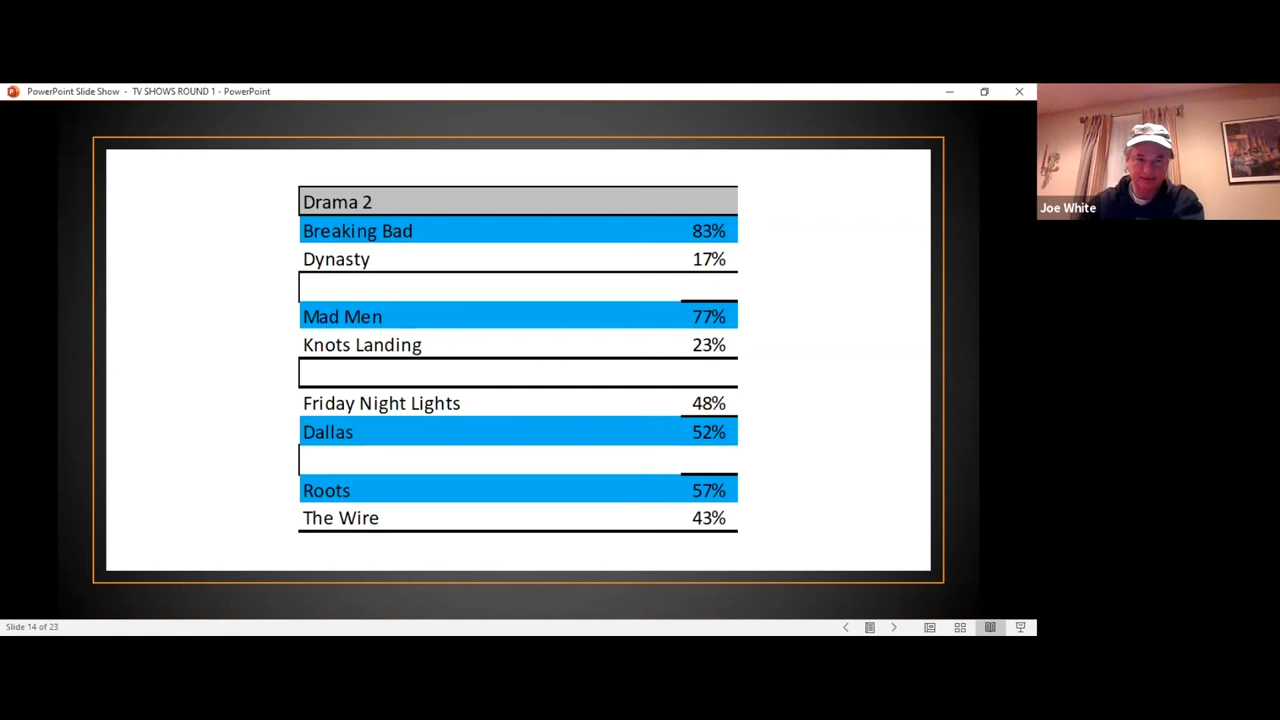 PowerPoint Slide Show - TV SHOWS ROUND 1 - PowerPoint
Joe White
Drama 2
Breaking Bad 83%
Dynasty 17%
Mad Men 77%
Knots Landing 23%
Friday Night Lights 48%
Dallas 52%
Roots 57%
The Wire 43%
Slide 14 of 23